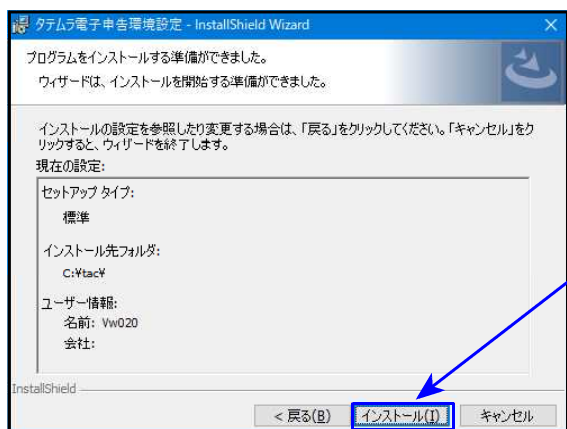 タテムラ電子申告環境設定 - InstallShield Wizard
プログラムをインストールする準備ができました。
ウィザードは、インストールを開始する準備ができました。
インストールの設定を参照したり変更する場合は、「戻る」をクリックしてください。「キャンセル」をク
リックすると、ウィザードを終了します。
現在の設定:
セットアップ タイプ:
標準
インストール先フォルダ:
C:¥tac¥
ユーザー情報:
名前: Vw020
会社:
InstallShield
< 戻る(B) インストール(I) キャンセル